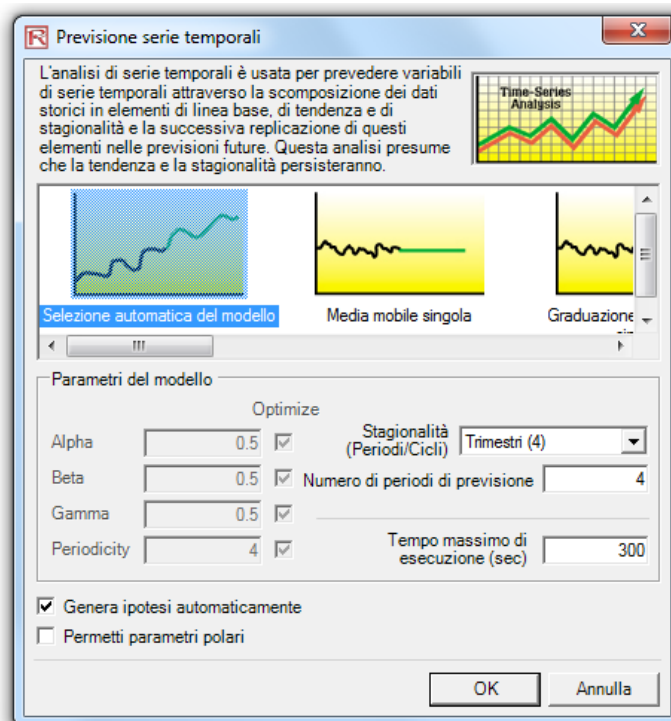 Previsione serie temporali
L'analisi di serie temporali è usata per prevedere variabili
di serie temporali attraverso la scomposizione dei dati
storici in elementi di linea base, di tendenza e di
stagionalità e la successiva replicazione di questi
elementi nelle previsioni future. Questa analisi presume
che la tendenza e la stagionalità persisteranno.
Time-Series
Analysis
Selezione automatica del modello
Media mobile singola
Graduazione
Parametri del modello
Optimize
Alpha 0.5
Beta 0.5
Gamma 0.5
Periodicity 4
Stagionalità
(Periodi/Cicli) Trimestri (4)
Numero di periodi di previsione 4
Tempo massimo di
esecuzione (sec) 300
Genera ipotesi automaticamente
Permetti parametri polari
OK
Annulla